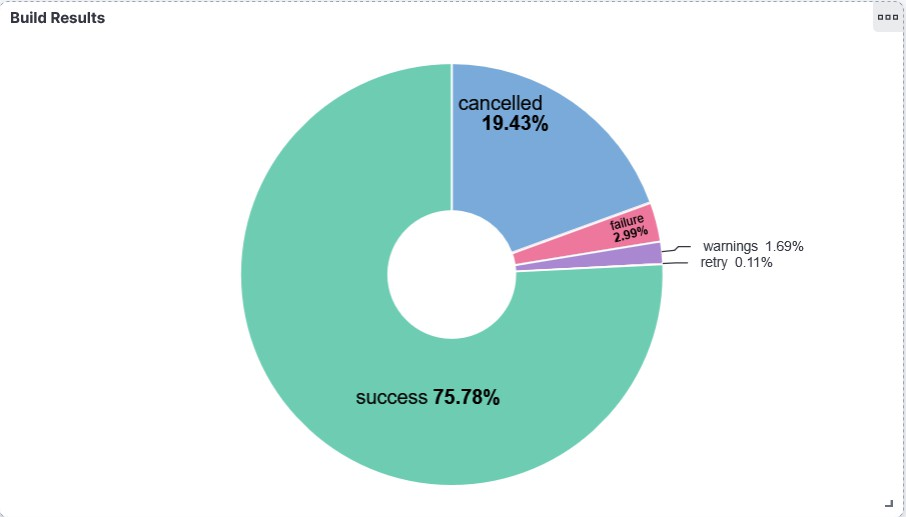 Build Results
cancelled
19.43%
failure
2.99%
warnings 1.69%
retry 0.11%
success 75.78%